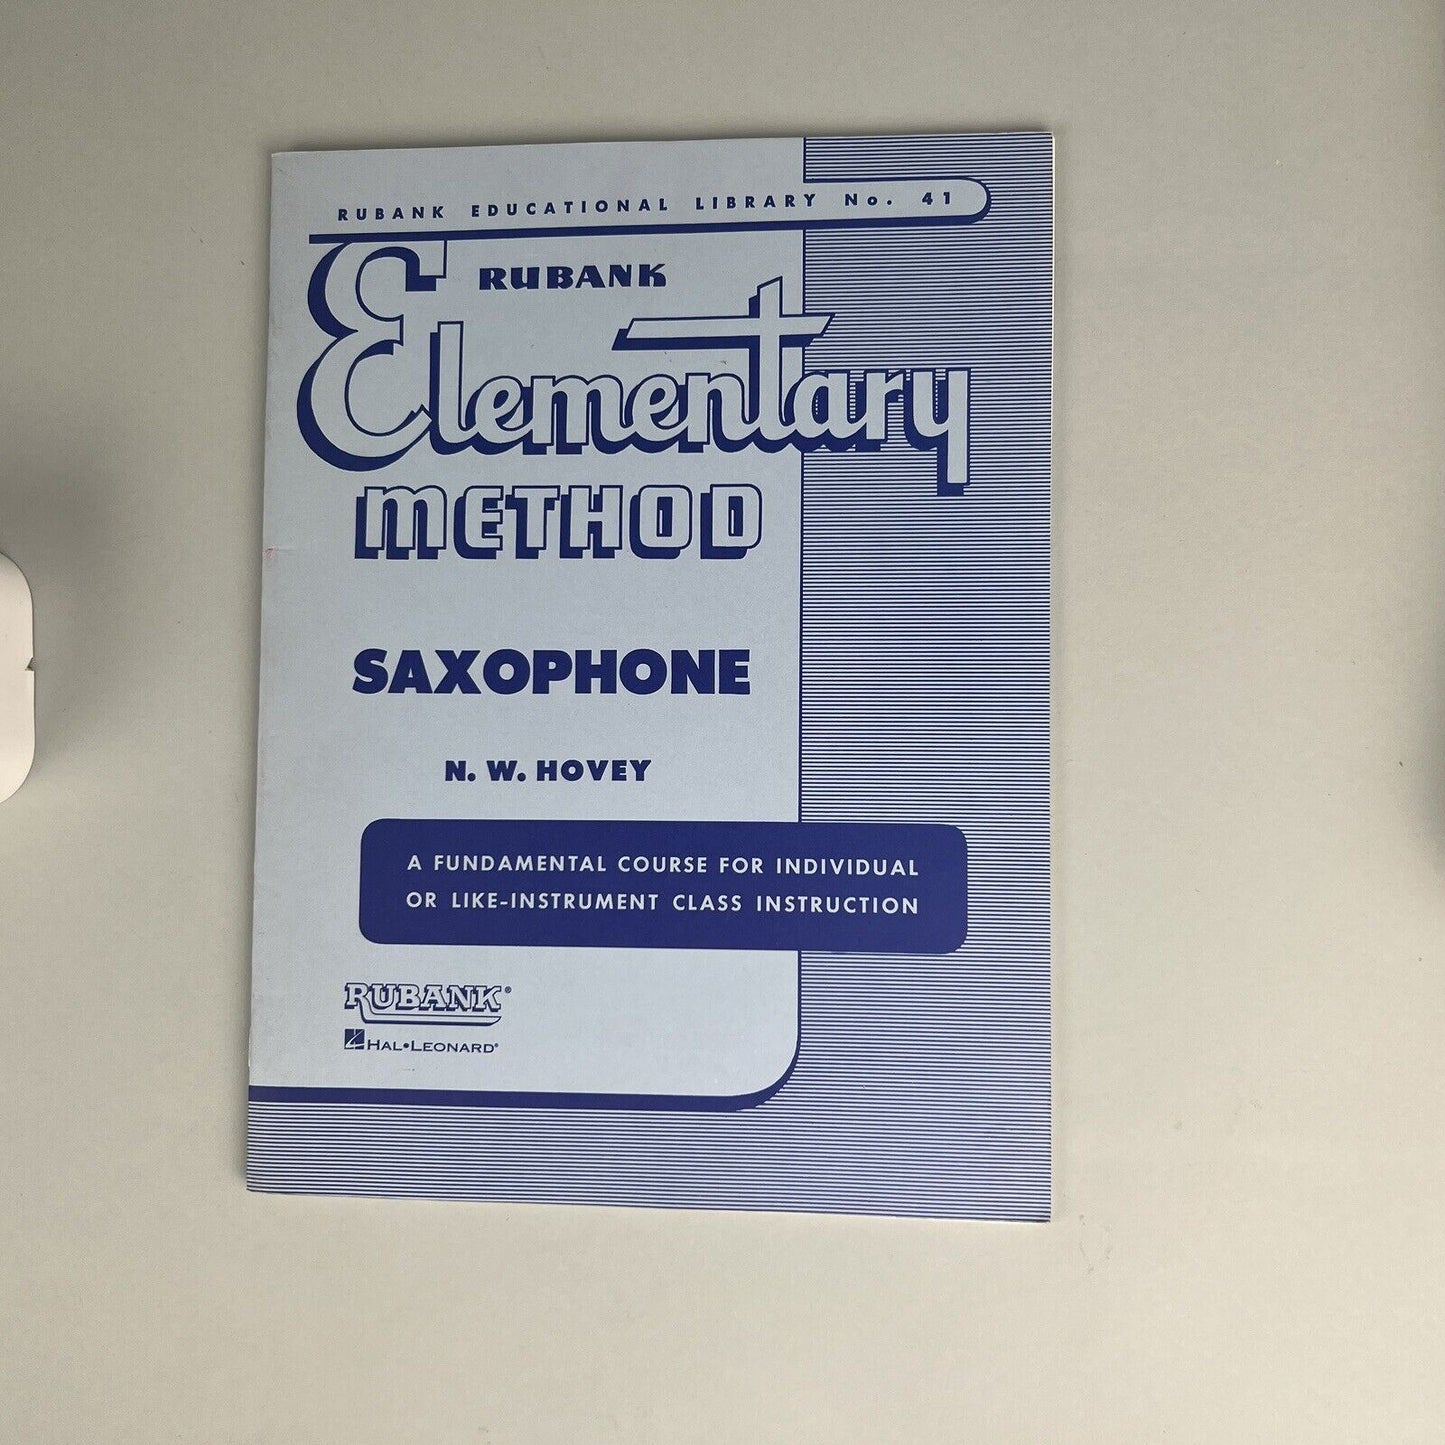 RUBANK EDUCATIONAL LIBRARY No. 41
RUBANK
Elementary
METHOD
SAXOPHONE
N. W. HOVEY
A FUNDAMENTAL COURSE FOR INDIVIDUAL
OR LIKE-INSTRUMENT CLASS INSTRUCTION
RUBANK®
HAL•LEONARD®